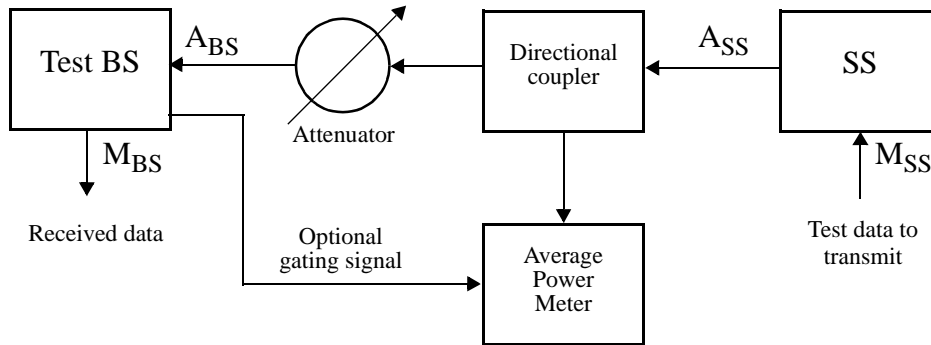 Test BS
A_BS
Attenuator
Directional
coupler
A_SS
SS
M_BS
M_SS
Received data
Optional
gating signal
Average
Power
Meter
Test data to
transmit